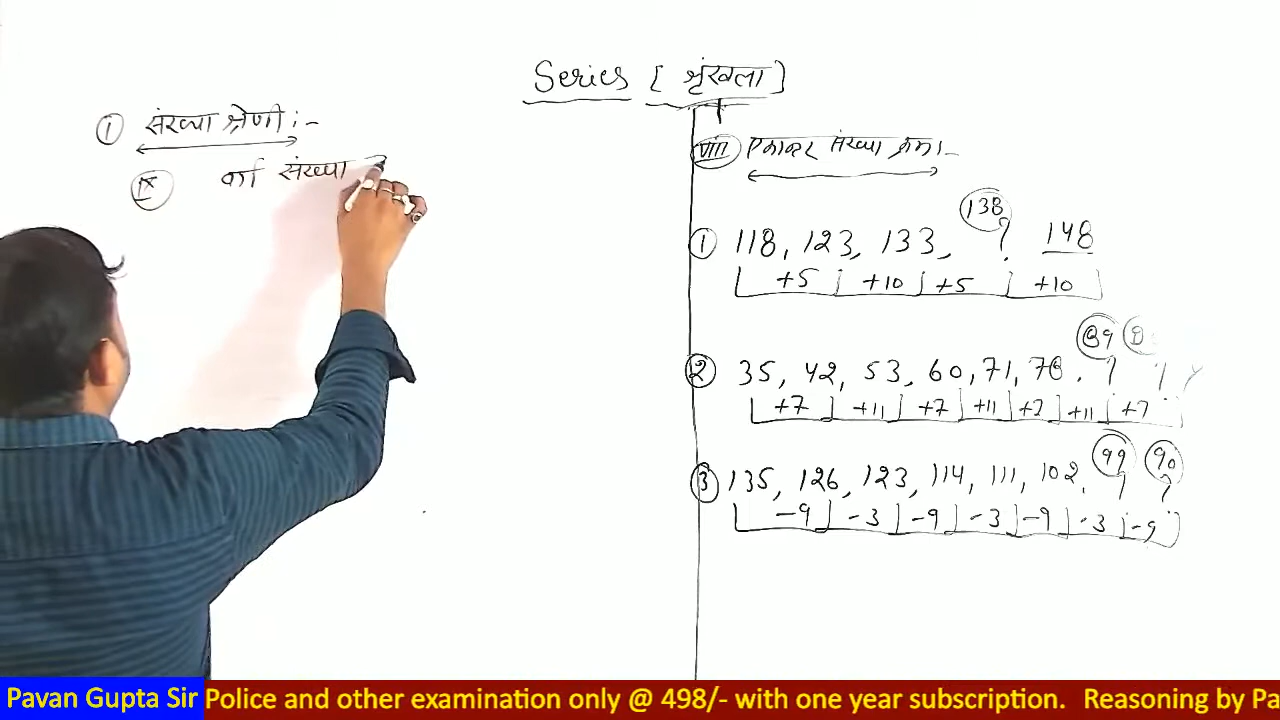 Series [ शृंखला ]
① संख्या श्रेणी :-
IX वर्ग संख्या
VIII एकान्तर संख्या क्रम :-
138
① 118, 123, 133, ? 148
+5 +10 +5 +10
89
② 35, 42, 53, 60, 71, 78, ? ?
+7 +11 +7 +11 +7 +11 +7
99 90
③ 135, 126, 123, 114, 111, 102, ? ?
-9 -3 -9 -3 -9 -3 -9
Pavan Gupta Sir Police and other examination only @ 498/- with one year subscription. Reasoning by Pa